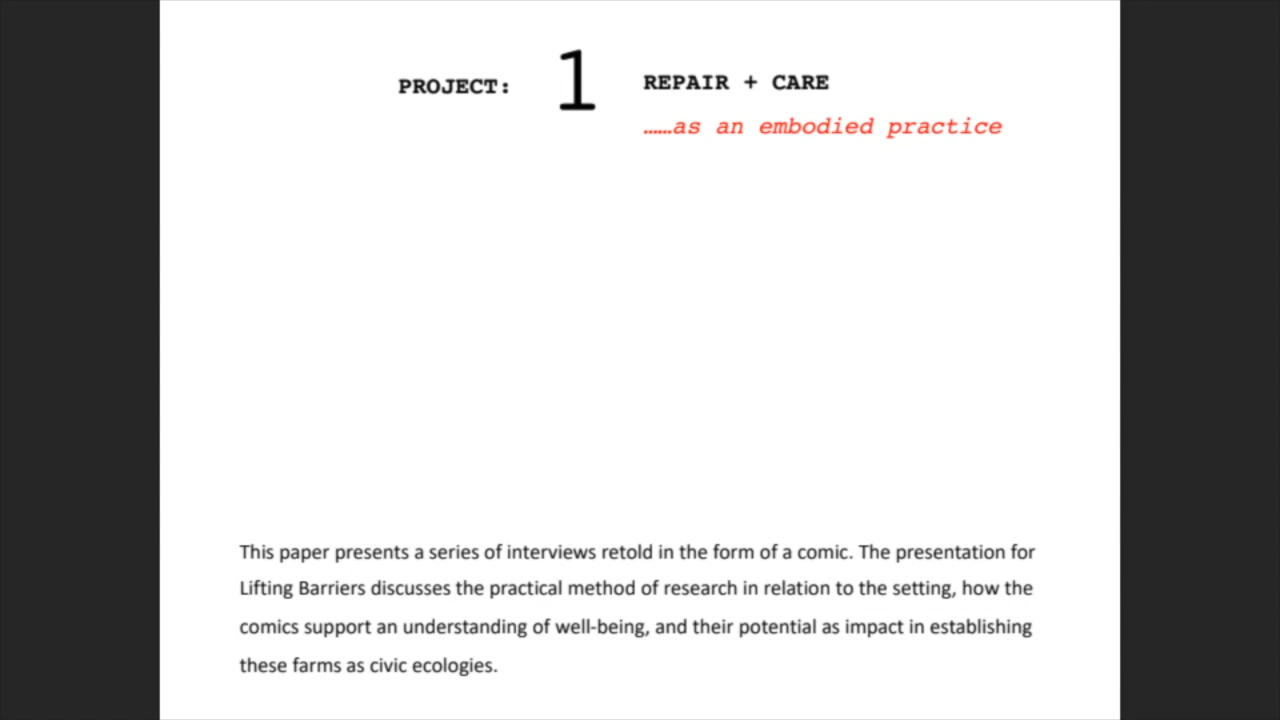 PROJECT: 1 REPAIR + CARE
……as an embodied practice
This paper presents a series of interviews retold in the form of a comic. The presentation for
Lifting Barriers discusses the practical method of research in relation to the setting, how the
comics support an understanding of well-being, and their potential as impact in establishing
these farms as civic ecologies.